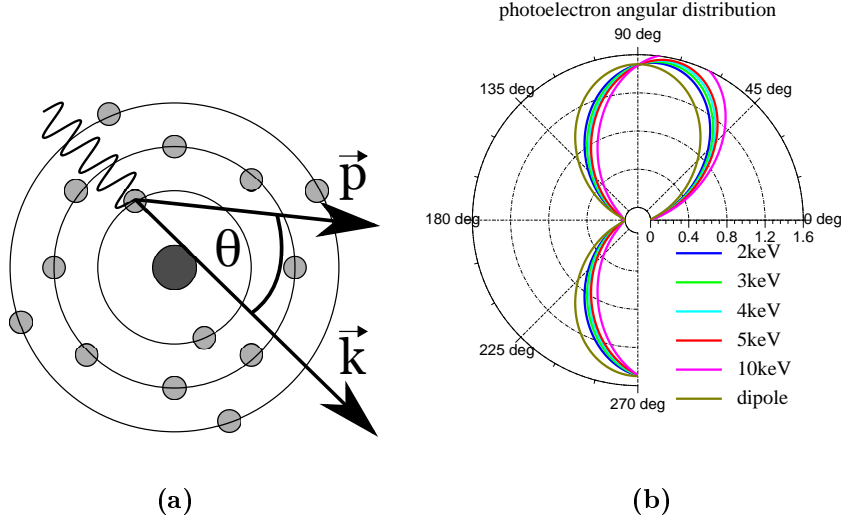 p
θ
k
(a)
photoelectron angular distribution
90 deg
135 deg
45 deg
180 deg
0 deg
0 0.4 0.8 1.2 1.6
2keV
3keV
4keV
5keV
10keV
dipole
225 deg
270 deg
(b)